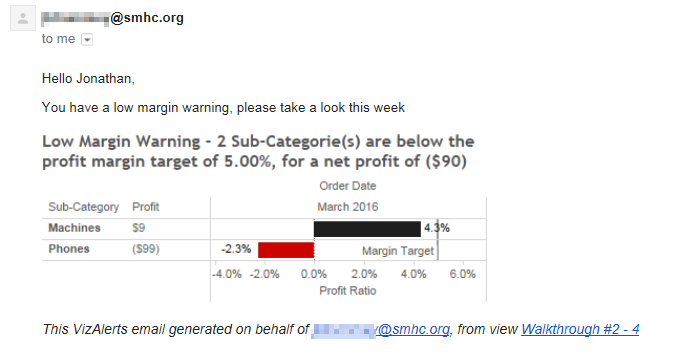 @smhc.org
to me
Hello Jonathan,
You have a low margin warning, please take a look this week
Low Margin Warning - 2 Sub-Categorie(s) are below the
profit margin target of 5.00%, for a net profit of ($90)
Order Date
Sub-Category Profit March 2016
Machines $9 4.3%
Phones ($99) -2.3% Margin Target
-4.0% -2.0% 0.0% 2.0% 4.0% 6.0%
Profit Ratio
This VizAlerts email generated on behalf of @smhc.org, from view Walkthrough #2 - 4